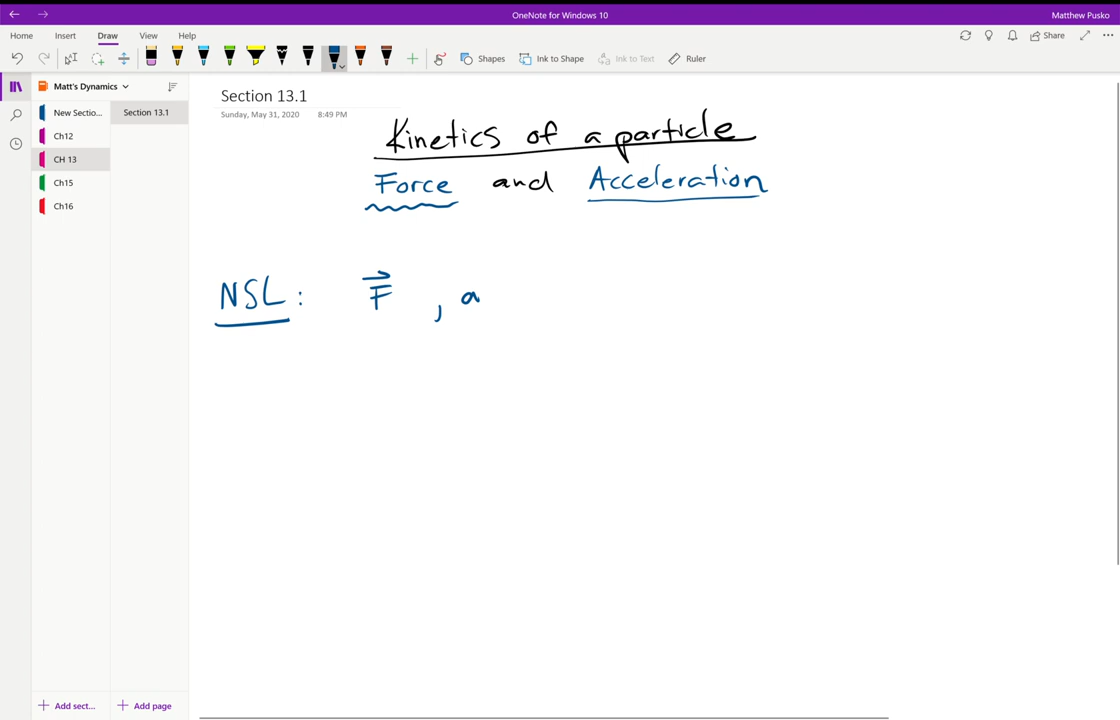 OneNote for Windows 10
Matthew Pusko
Home Insert Draw View Help
Share
Shapes Ink to Shape Ink to Text Ruler
Matt's Dynamics
New Sectio...
Ch12
CH 13
Ch15
Ch16
Section 13.1
Section 13.1
Sunday, May 31, 2020 8:49 PM
Kinetics of a particle
Force and Acceleration
NSL: F⃗ , a
Add sect... Add page